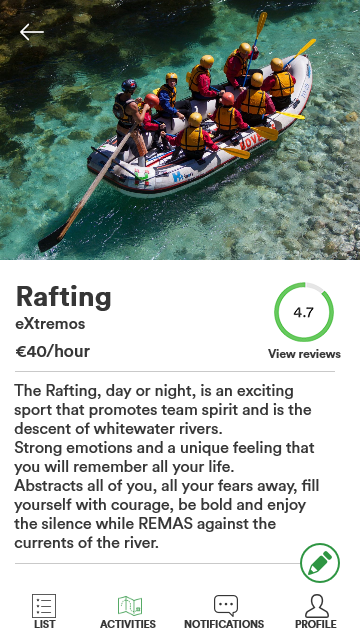 Rafting
eXtremos
€40/hour
4.7
View reviews
The Rafting, day or night, is an exciting
sport that promotes team spirit and is the
descent of whitewater rivers.
Strong emotions and a unique feeling that
you will remember all your life.
Abstracts all of you, all your fears away, fill
yourself with courage, be bold and enjoy
the silence while REMAS against the
currents of the river.
LIST
ACTIVITIES
NOTIFICATIONS
PROFILE